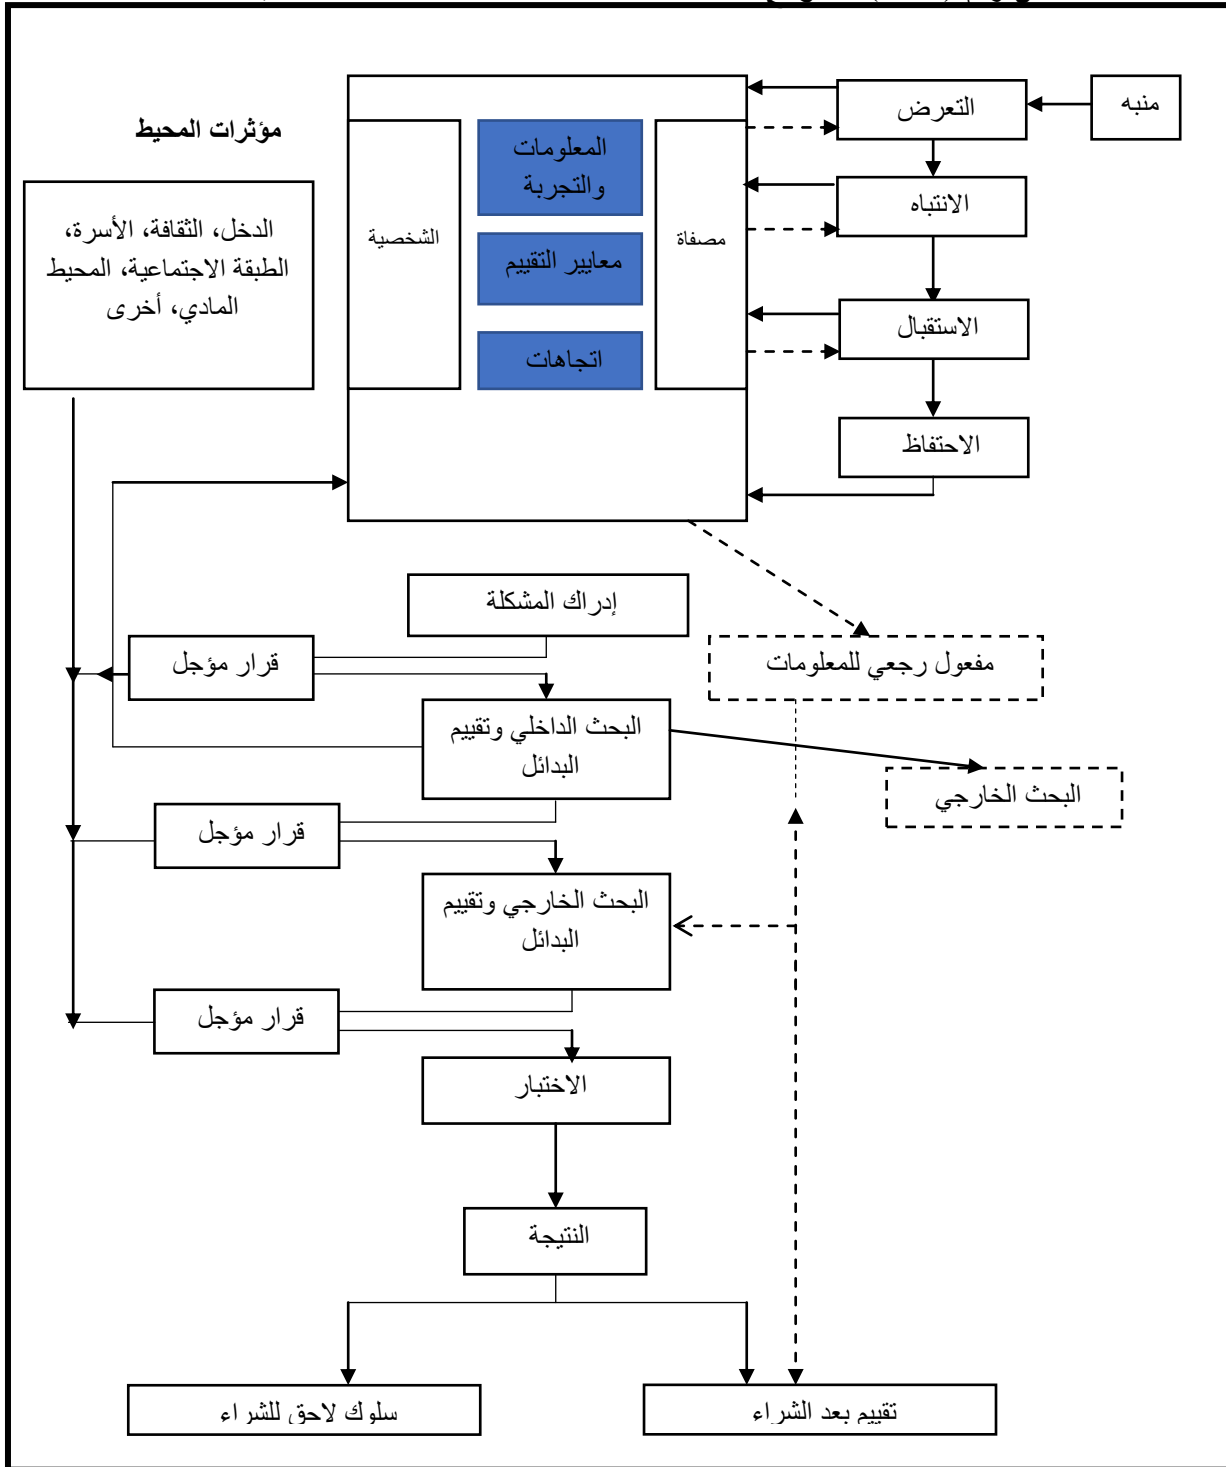 منبه
التعرض
مؤثرات المحيط
المعلومات
والتجربة
الانتباه
الدخل، الثقافة، الأسرة،
الطبقة الاجتماعية، المحيط
المادي، أخرى
الشخصية
معايير التقييم
مصفاة
الاستقبال
اتجاهات
الاحتفاظ
إدراك المشكلة
قرار مؤجل
مفعول رجعي للمعلومات
البحث الداخلي وتقييم
البدائل
البحث الخارجي
قرار مؤجل
البحث الخارجي وتقييم
البدائل
قرار مؤجل
الاختبار
النتيجة
تقييم بعد الشراء
سلوك لاحق للشراء